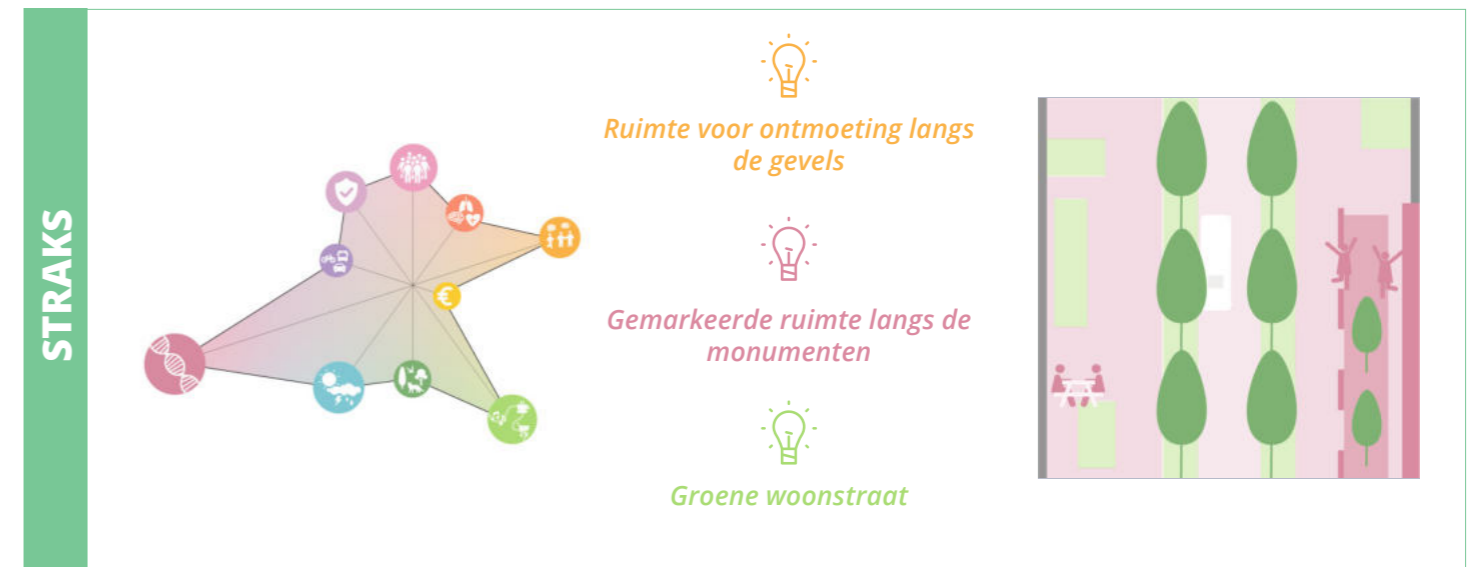 STRAKS
Ruimte voor ontmoeting langs
de gevels
Gemarkeerde ruimte langs de
monumenten
Groene woonstraat
€